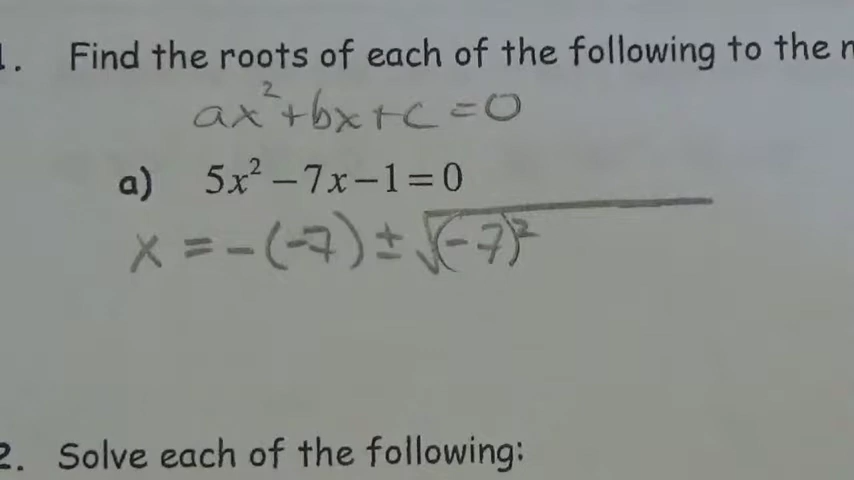 1. Find the roots of each of the following to the
ax²+bx+c=0
a) 5x²-7x-1=0
x = -(-7) ± √(-7)²
2. Solve each of the following: